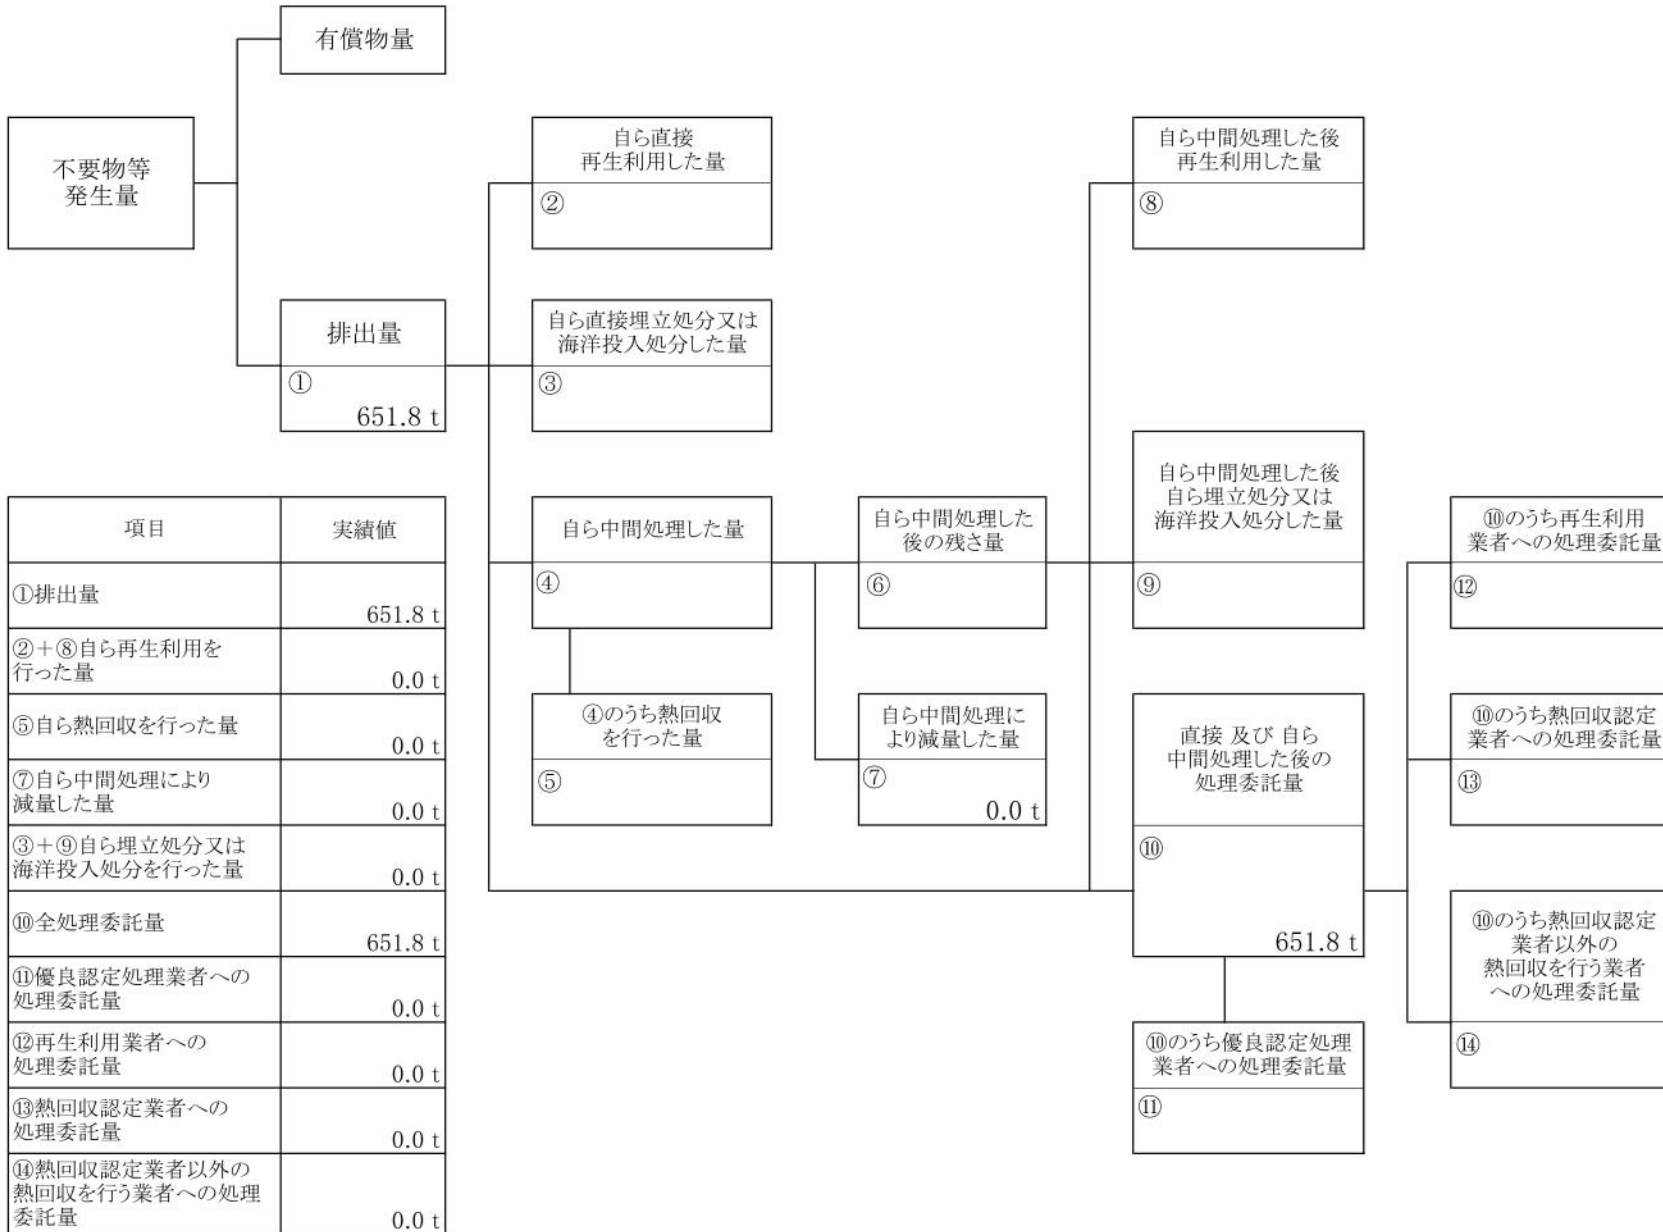 有償物量
不要物等
発生量
自ら直接
再生利用した量
②
自ら中間処理した後
再生利用した量
⑧
排出量
①
651.8 t
自ら直接埋立処分又は
海洋投入処分した量
③
自ら中間処理した量
④
自ら中間処理した
後の残さ量
⑥
自ら中間処理した後
自ら埋立処分又は
海洋投入処分した量
⑨
⑩のうち再生利用
業者への処理委託量
⑫
④のうち熱回収
を行った量
⑤
自ら中間処理に
より減量した量
⑦
0.0 t
直接 及び 自ら
中間処理した後の
処理委託量
⑩
651.8 t
⑩のうち熱回収認定
業者への処理委託量
⑬
⑩のうち熱回収認定
業者以外の
熱回収を行う業者
への処理委託量
⑭
⑩のうち優良認定処理
業者への処理委託量
⑪
項目 実績値
①排出量
651.8 t
②＋⑧自ら再生利用を
行った量
0.0 t
⑤自ら熱回収を行った量
0.0 t
⑦自ら中間処理により
減量した量
0.0 t
③＋⑨自ら埋立処分又は
海洋投入処分を行った量
0.0 t
⑩全処理委託量
651.8 t
⑪優良認定処理業者への
処理委託量
0.0 t
⑫再生利用業者への
処理委託量
0.0 t
⑬熱回収認定業者への
処理委託量
0.0 t
⑭熱回収認定業者以外の
熱回収を行う業者への処理
委託量
0.0 t